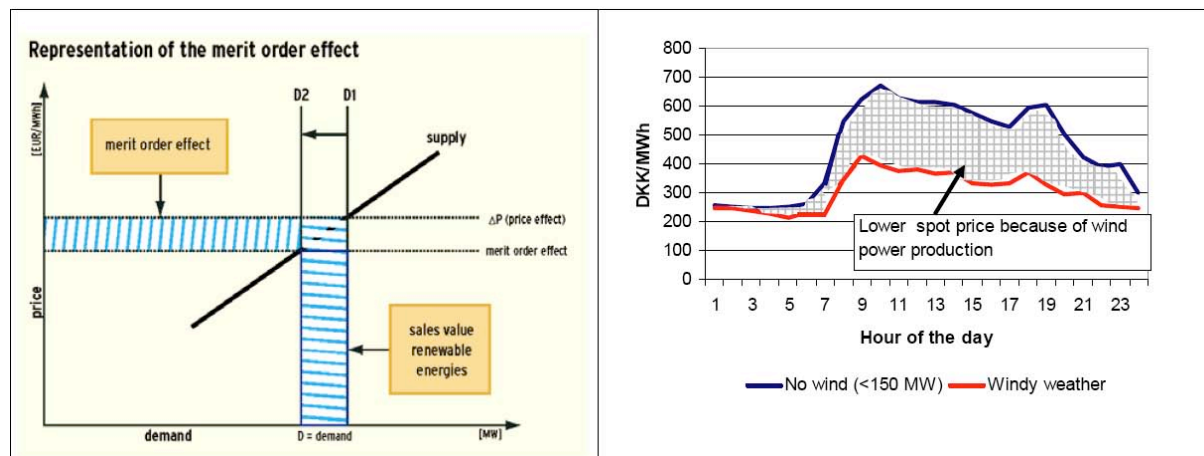 Representation of the merit order effect
[EUR/MWh]
D2
D1
merit order effect
supply
ΔP (price effect)
merit order effect
price
sales value
renewable
energies
demand
D = demand
[MW]
800
700
600
500
400
300
200
100
0
DKK/MWh
Lower spot price because of wind
power production
1 3 5 7 9 11 13 15 17 19 21 23
Hour of the day
No wind (<150 MW)
Windy weather